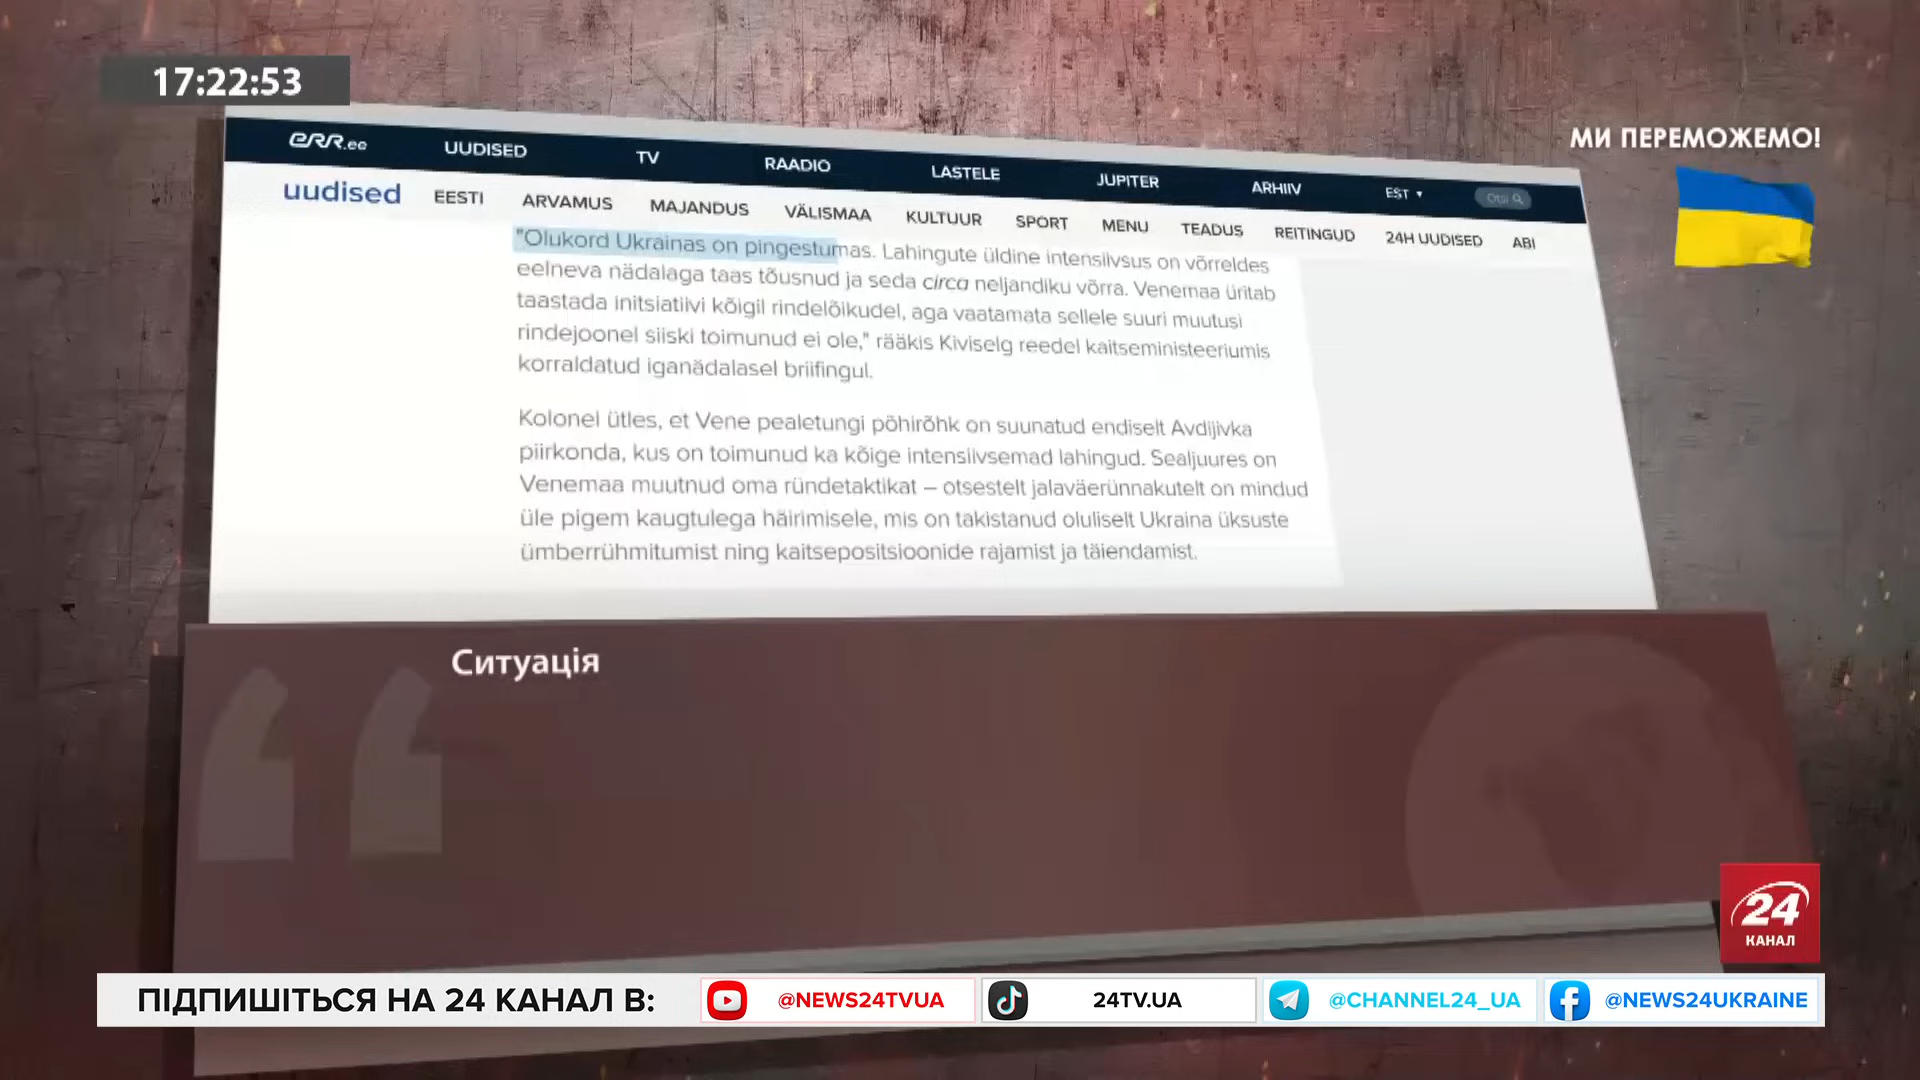 17:22:53
МИ ПЕРЕМОЖЕМО!
err.ee UUDISED TV RAADIO LASTELE JUPITER ARHIIV EST Otsi
uudised EESTI ARVAMUS MAJANDUS VÄLISMAA KULTUUR SPORT MENU TEADUS REITINGUD 24H UUDISED ABI
"Olukord Ukrainas on pingestumas. Lahingute üldine intensiivsus on võrreldes
eelneva nädalaga taas tõusnud ja seda circa neljandiku võrra. Venemaa üritab
taastada initsiatiivi kõigil rindelõikudel, aga vaatamata sellele suuri muutusi
rindejoonel siiski toimunud ei ole," rääkis Kiviselg reedel kaitseministeeriumis
korraldatud iganädalasel briifingul.
Kolonel ütles, et Vene pealetungi põhirõhk on suunatud endiselt Avdijivka
piirkonda, kus on toimunud ka kõige intensiivsemad lahingud. Sealjuures on
Venemaa muutnud oma ründetaktikat – otsestelt jalaväerünnakutelt on mindud
üle pigem kaugtulega häirimisele, mis on takistanud oluliselt Ukraina üksuste
ümberrühmitumist ning kaitsepositsioonide rajamist ja täiendamist.
Ситуація
24
КАНАЛ
ПІДПИШІТЬСЯ НА 24 КАНАЛ В: @NEWS24TVUA 24TV.UA @CHANNEL24_UA @NEWS24UKRAINE